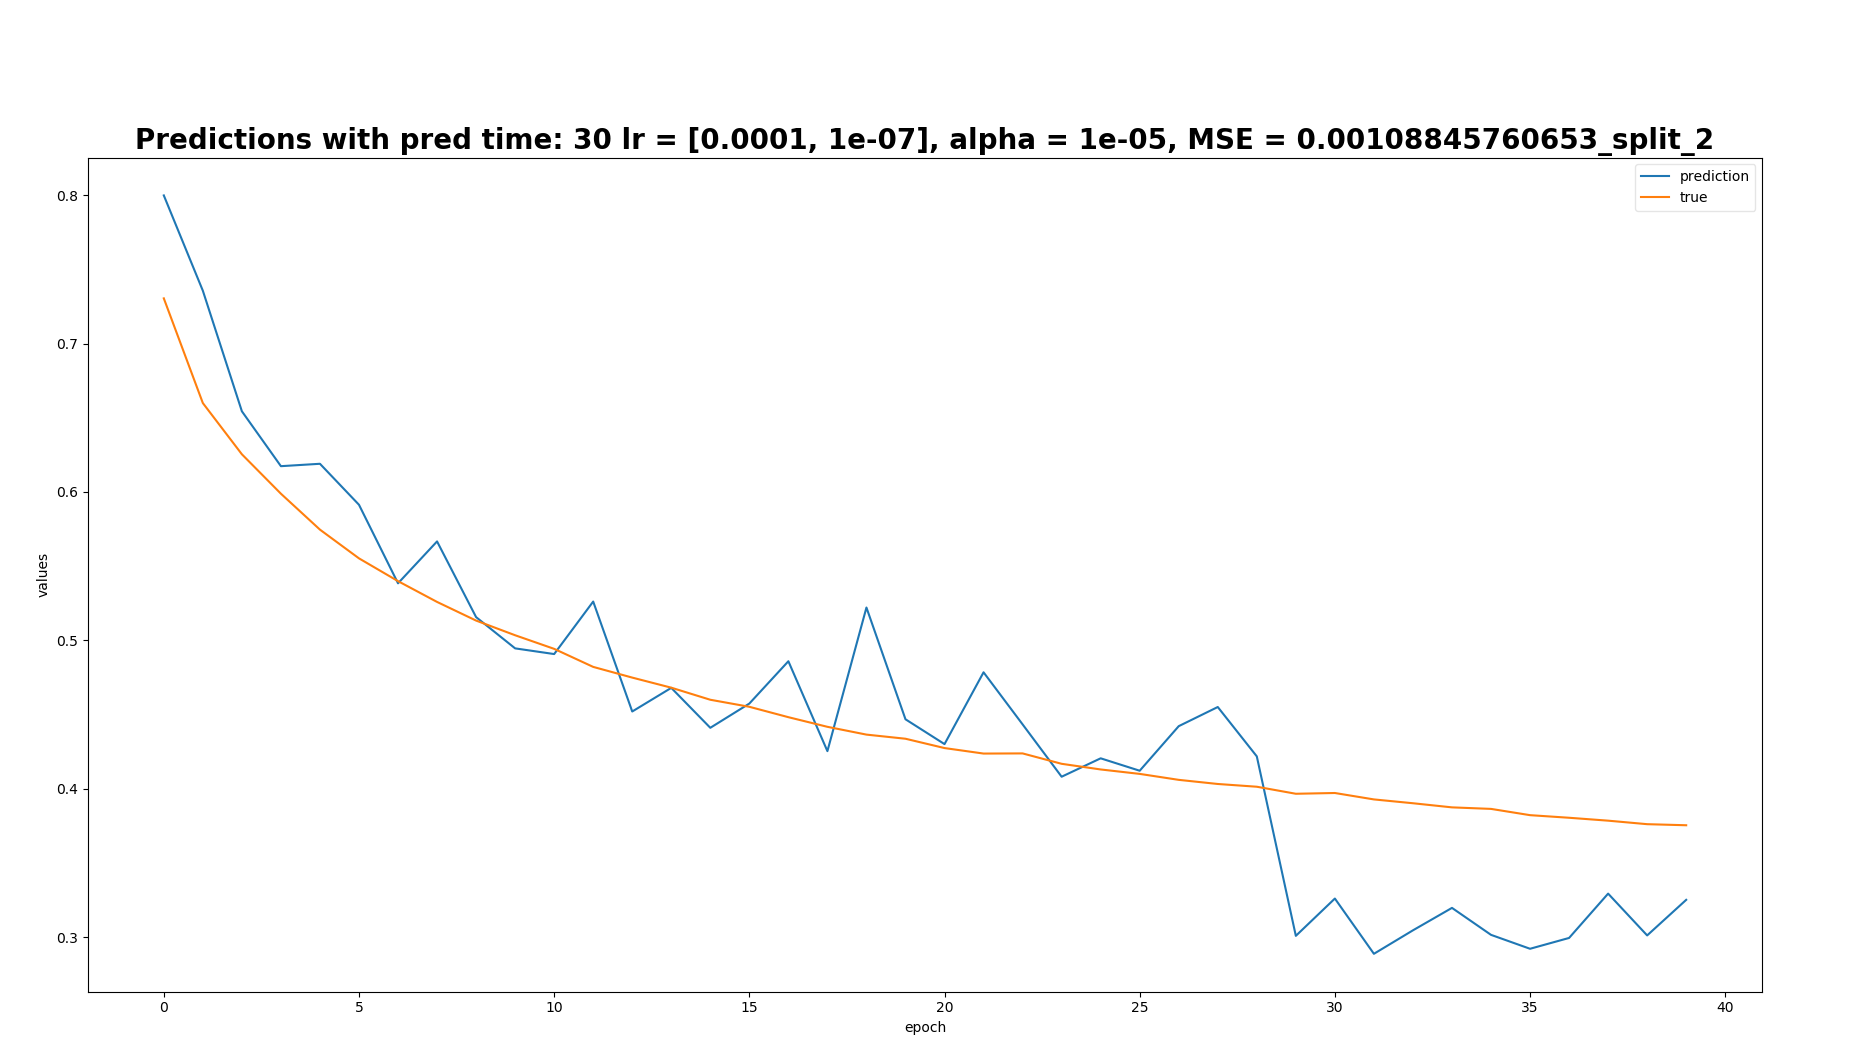 Predictions with pred time: 30 lr = [0.0001, 1e-07], alpha = 1e-05, MSE = 0.00108845760653_split_2
prediction
true
0.8
0.7
0.6
0.5
0.4
0.3
values
0 5 10 15 20 25 30 35 40
epoch